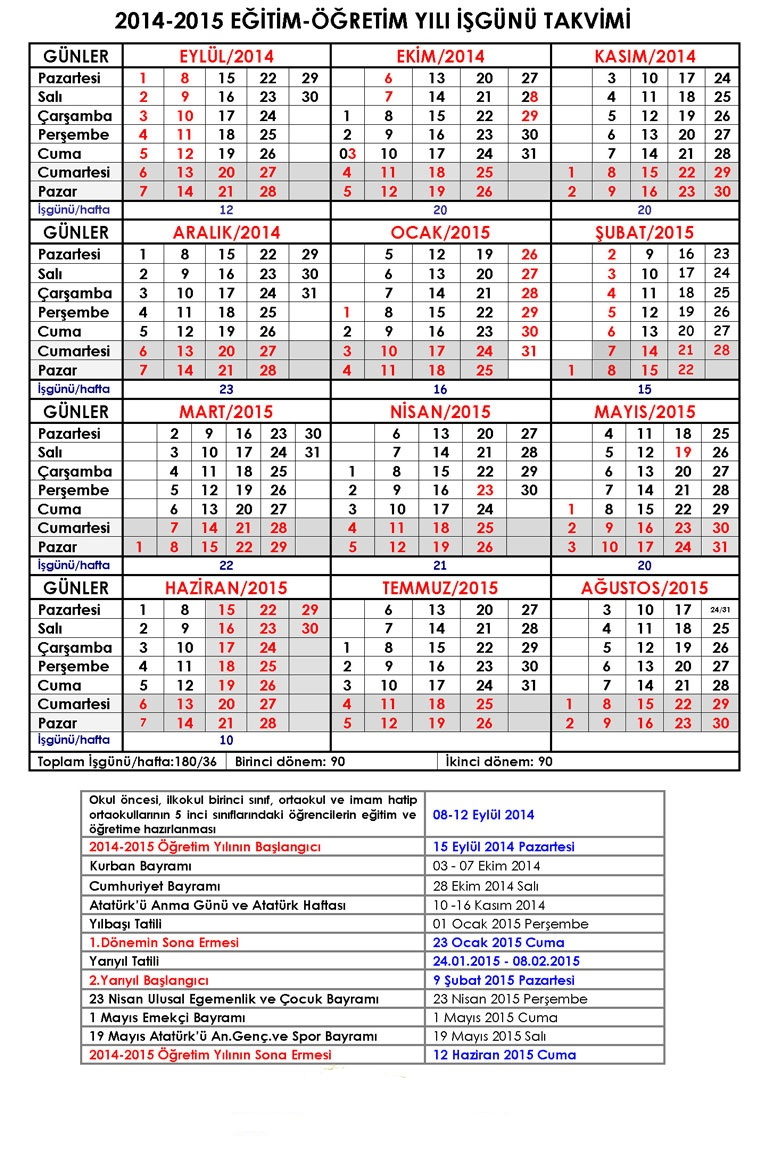 2014-2015 EĞİTİM-ÖĞRETİM YILI İŞGÜNÜ TAKVİMİ
GÜNLER EYLÜL/2014 EKİM/2014 KASIM/2014
Pazartesi 1 8 15 22 29 6 13 20 27 3 10 17 24
Salı 2 9 16 23 30 7 14 21 28 4 11 18 25
Çarşamba 3 10 17 24 1 8 15 22 29 5 12 19 26
Perşembe 4 11 18 25 2 9 16 23 30 6 13 20 27
Cuma 5 12 19 26 03 10 17 24 31 7 14 21 28
Cumartesi 6 13 20 27 4 11 18 25 1 8 15 22 29
Pazar 7 14 21 28 5 12 19 26 2 9 16 23 30
İşgünü/hafta 12 20 20
GÜNLER ARALIK/2014 OCAK/2015 ŞUBAT/2015
Pazartesi 1 8 15 22 29 5 12 19 26 2 9 16 23
Salı 2 9 16 23 30 6 13 20 27 3 10 17 24
Çarşamba 3 10 17 24 31 7 14 21 28 4 11 18 25
Perşembe 4 11 18 25 1 8 15 22 29 5 12 19 26
Cuma 5 12 19 26 2 9 16 23 30 6 13 20 27
Cumartesi 6 13 20 27 3 10 17 24 31 7 14 21 28
Pazar 7 14 21 28 4 11 18 25 1 8 15 22
İşgünü/hafta 23 16 15
GÜNLER MART/2015 NİSAN/2015 MAYIS/2015
Pazartesi 2 9 16 23 30 6 13 20 27 4 11 18 25
Salı 3 10 17 24 31 7 14 21 28 5 12 19 26
Çarşamba 4 11 18 25 1 8 15 22 29 6 13 20 27
Perşembe 5 12 19 26 2 9 16 23 30 7 14 21 28
Cuma 6 13 20 27 3 10 17 24 1 8 15 22 29
Cumartesi 7 14 21 28 4 11 18 25 2 9 16 23 30
Pazar 1 8 15 22 29 5 12 19 26 3 10 17 24 31
İşgünü/hafta 22 21 20
GÜNLER HAZİRAN/2015 TEMMUZ/2015 AĞUSTOS/2015
Pazartesi 1 8 15 22 29 6 13 20 27 3 10 17 24/31
Salı 2 9 16 23 30 7 14 21 28 4 11 18 25
Çarşamba 3 10 17 24 1 8 15 22 29 5 12 19 26
Perşembe 4 11 18 25 2 9 16 23 30 6 13 20 27
Cuma 5 12 19 26 3 10 17 24 31 7 14 21 28
Cumartesi 6 13 20 27 4 11 18 25 1 8 15 22 29
Pazar 7 14 21 28 5 12 19 26 2 9 16 23 30
İşgünü/hafta 10
Toplam İşgünü/hafta:180/36 Birinci dönem: 90 İkinci dönem: 90
Okul öncesi, ilkokul birinci sınıf, ortaokul ve imam hatip
ortaokullarının 5 inci sınıflarındaki öğrencilerin eğitim ve 08-12 Eylül 2014
öğretime hazırlanması
2014-2015 Öğretim Yılının Başlangıcı 15 Eylül 2014 Pazartesi
Kurban Bayramı 03 - 07 Ekim 2014
Cumhuriyet Bayramı 28 Ekim 2014 Salı
Atatürk'ü Anma Günü ve Atatürk Haftası 10 -16 Kasım 2014
Yılbaşı Tatili 01 Ocak 2015 Perşembe
1.Dönemin Sona Ermesi 23 Ocak 2015 Cuma
Yarıyıl Tatili 24.01.2015 - 08.02.2015
2.Yarıyıl Başlangıcı 9 Şubat 2015 Pazartesi
23 Nisan Ulusal Egemenlik ve Çocuk Bayramı 23 Nisan 2015 Perşembe
1 Mayıs Emekçi Bayramı 1 Mayıs 2015 Cuma
19 Mayıs Atatürk'ü An.Genç.ve Spor Bayramı 19 Mayıs 2015 Salı
2014-2015 Öğretim Yılının Sona Ermesi 12 Haziran 2015 Cuma